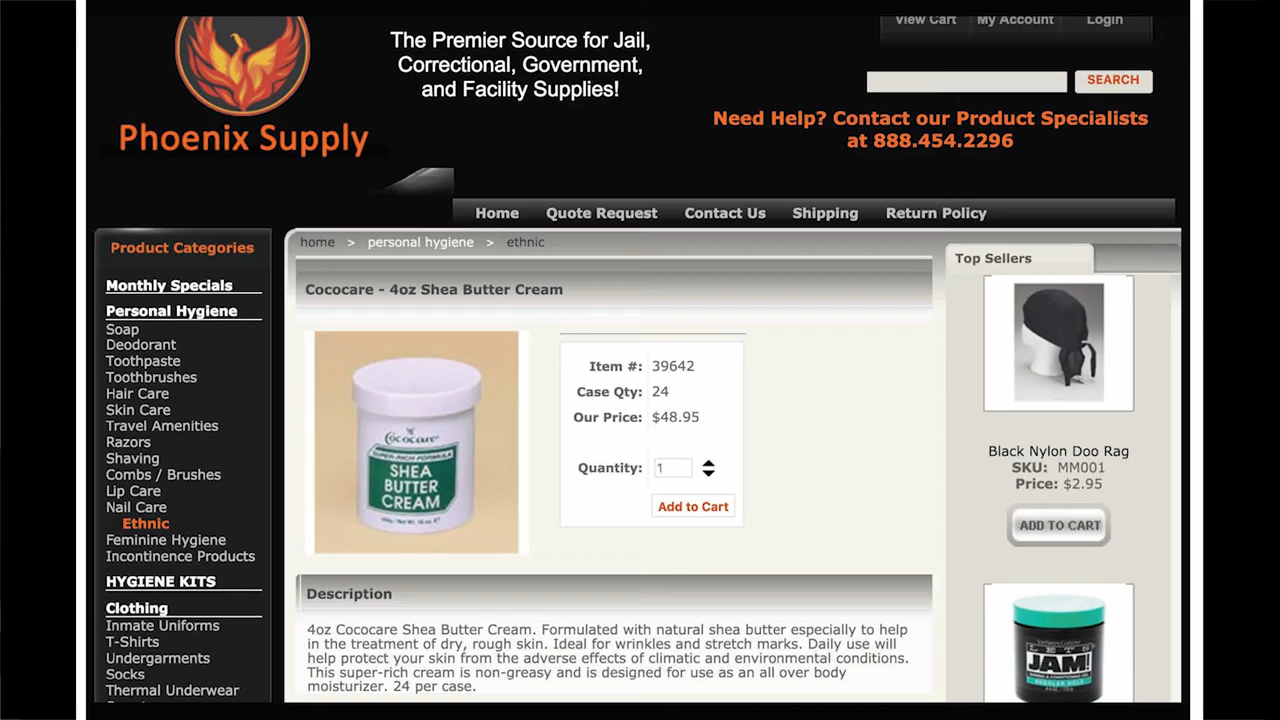 View Cart
My Account
Login
The Premier Source for Jail,
Correctional, Government,
and Facility Supplies!
SEARCH
Phoenix Supply
Need Help? Contact our Product Specialists
at 888.454.2296
Home
Quote Request
Contact Us
Shipping
Return Policy
Product Categories
Monthly Specials
Personal Hygiene
Soap
Deodorant
Toothpaste
Toothbrushes
Hair Care
Skin Care
Travel Amenities
Razors
Shaving
Combs / Brushes
Lip Care
Nail Care
Ethnic
Feminine Hygiene
Incontinence Products
HYGIENE KITS
Clothing
Inmate Uniforms
T-Shirts
Undergarments
Socks
Thermal Underwear
home > personal hygiene > ethnic
Cococare - 4oz Shea Butter Cream
Cococare
SUPER-RICH FORMULA
SHEA
BUTTER
CREAM
Item #: 39642
Case Qty: 24
Our Price: $48.95
Quantity: 1
Add to Cart
Description
4oz Cococare Shea Butter Cream. Formulated with natural shea butter especially to help
in the treatment of dry, rough skin. Ideal for wrinkles and stretch marks. Daily use will
help protect your skin from the adverse effects of climatic and environmental conditions.
This super-rich cream is non-greasy and is designed for use as an all over body
moisturizer. 24 per case.
Top Sellers
Black Nylon Doo Rag
SKU: MM001
Price: $2.95
ADD TO CART
LETS
JAM!
REGULAR HOLD